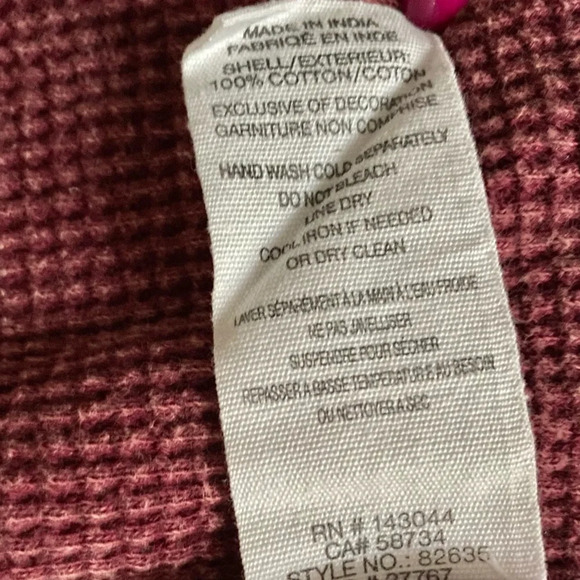 MADE IN INDIA
FABRIQÉ EN INDE
SHELL/EXTERIEUR:
100% COTTON/COTON
EXCLUSIVE OF DECORATION
GARNITURE NON COMPRISE
HAND WASH COLD SEPARATELY
DO NOT BLEACH
LINE DRY
COOL IRON IF NEEDED
OR DRY CLEAN
LAVER SÉPARÉMENT À LA MAIN À L'EAU FROIDE
NE PAS JAVELLISER
SUSPENDRE POUR SÉCHER
REPASSER A BASSE TEMPERATURE AU BESOIN
OU NETTOYER A SEC
RN # 143044
CA# 58734
STYLE NO.: 82635
27767